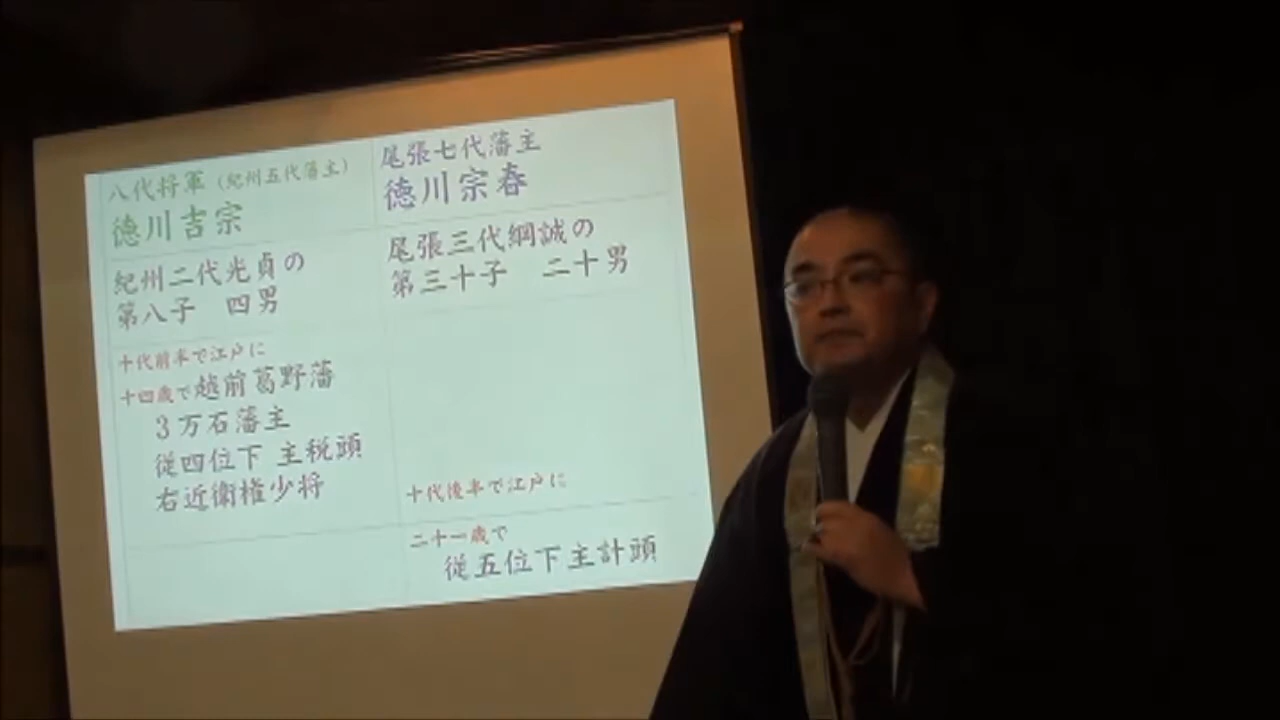 八代将軍（紀州五代藩主）
徳川吉宗
紀州二代光貞の
第八子　四男
十代前半で江戸に
十四歳で越前葛野藩
３万石藩主
従四位下 主税頭
右近衛権少将
尾張七代藩主
徳川宗春
尾張三代綱誠の
第三十子　二十男
十代後半で江戸に
二十一歳で
従五位下主計頭